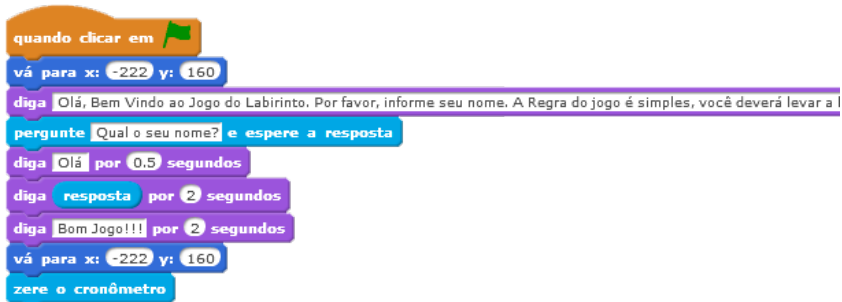 quando clicar em
vá para x: -222 y: 160
diga Olá, Bem Vindo ao Jogo do Labirinto. Por favor, informe seu nome. A Regra do jogo é simples, você deverá levar a
pergunte Qual o seu nome? e espere a resposta
diga Olá por 0.5 segundos
diga resposta por 2 segundos
diga Bom Jogo!!! por 2 segundos
vá para x: -222 y: 160
zere o cronômetro